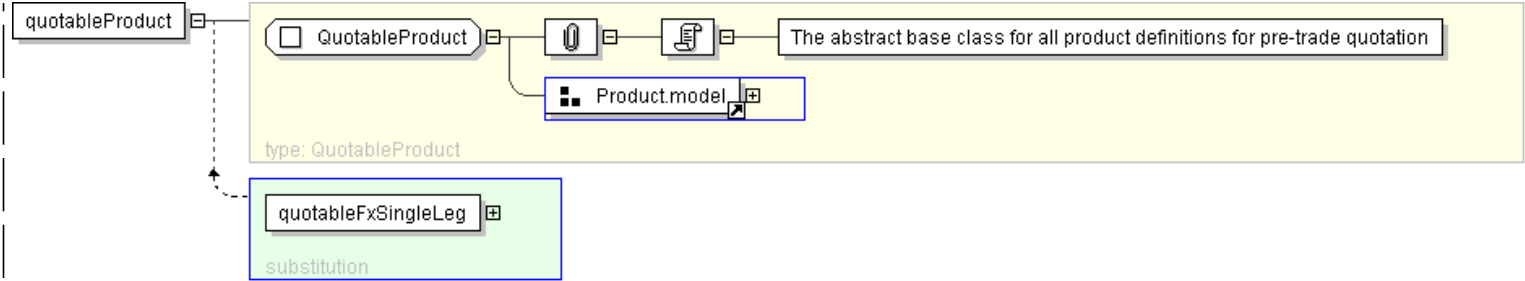 quotableProduct
QuotableProduct
The abstract base class for all product definitions for pre-trade quotation
Product.model
type: QuotableProduct
quotableFxSingleLeg
substitution